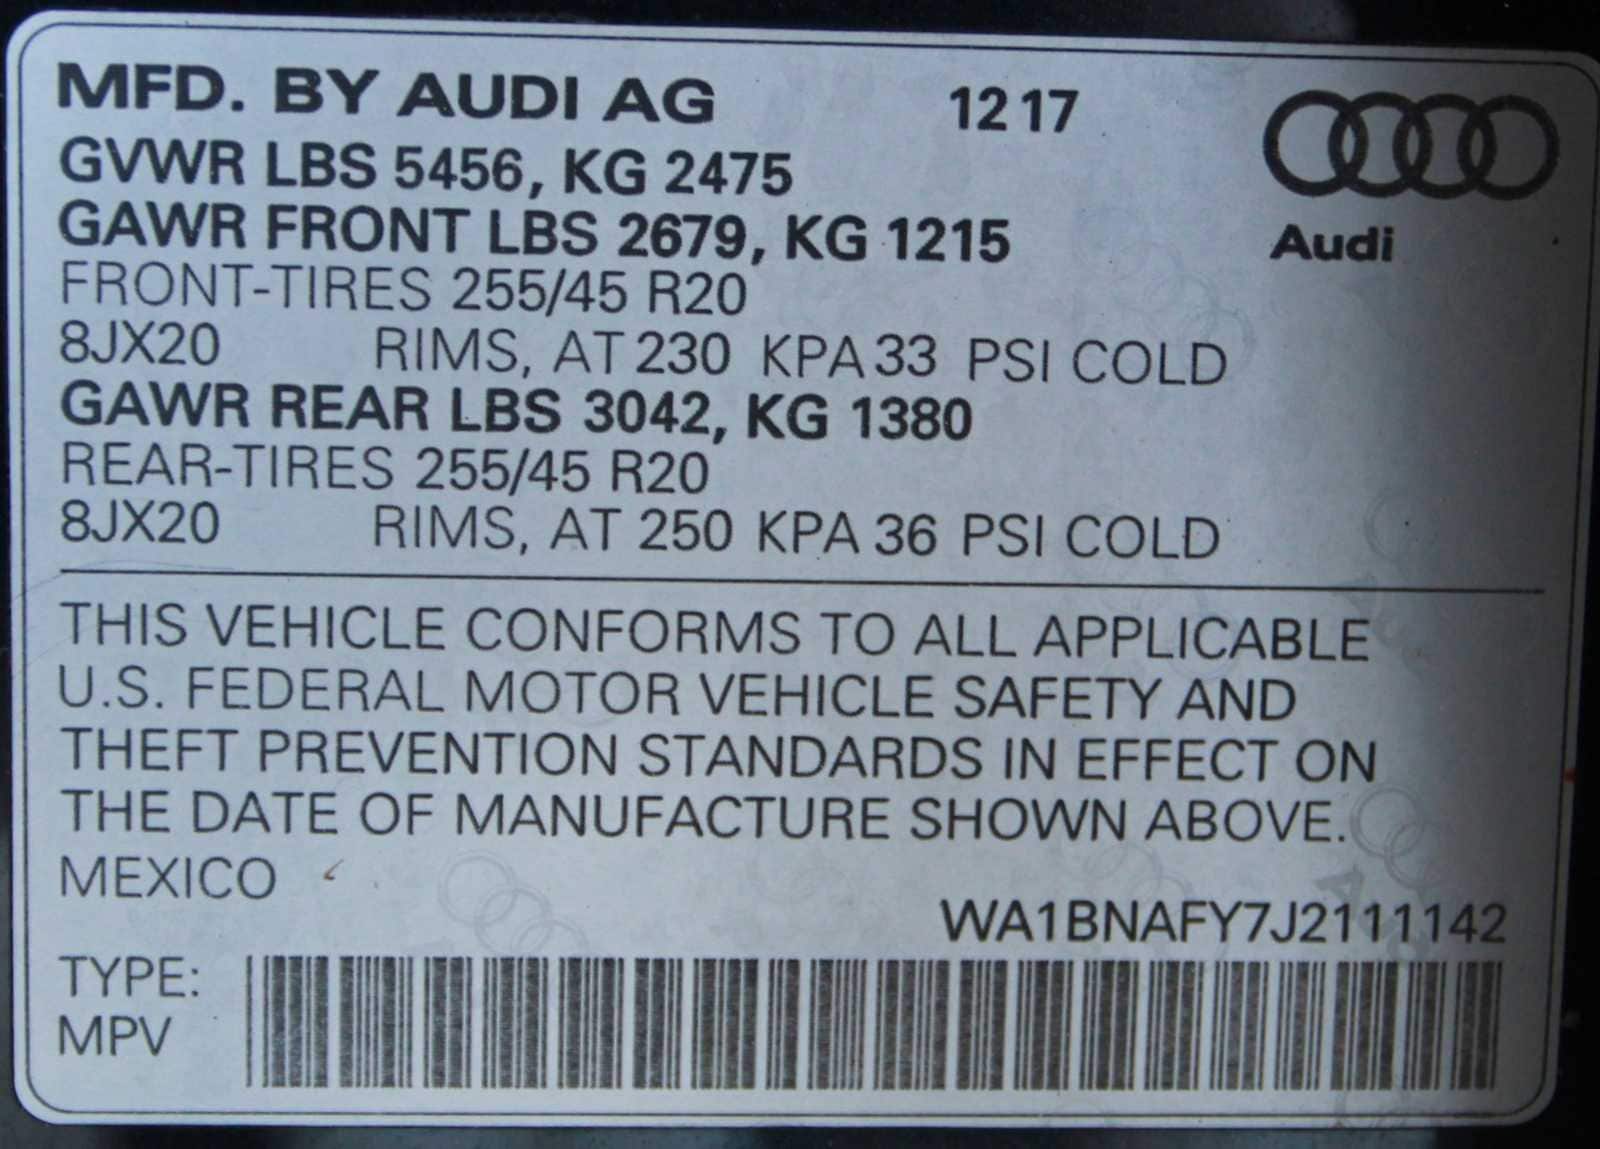 MFD. BY AUDI AG 12 17
GVWR LBS 5456, KG 2475
GAWR FRONT LBS 2679, KG 1215
Audi
FRONT-TIRES 255/45 R20
8JX20 RIMS, AT 230 KPA 33 PSI COLD
GAWR REAR LBS 3042, KG 1380
REAR-TIRES 255/45 R20
8JX20 RIMS, AT 250 KPA 36 PSI COLD
THIS VEHICLE CONFORMS TO ALL APPLICABLE
U.S. FEDERAL MOTOR VEHICLE SAFETY AND
THEFT PREVENTION STANDARDS IN EFFECT ON
THE DATE OF MANUFACTURE SHOWN ABOVE.
MEXICO
WA1BNAFY7J2111142
TYPE:
MPV